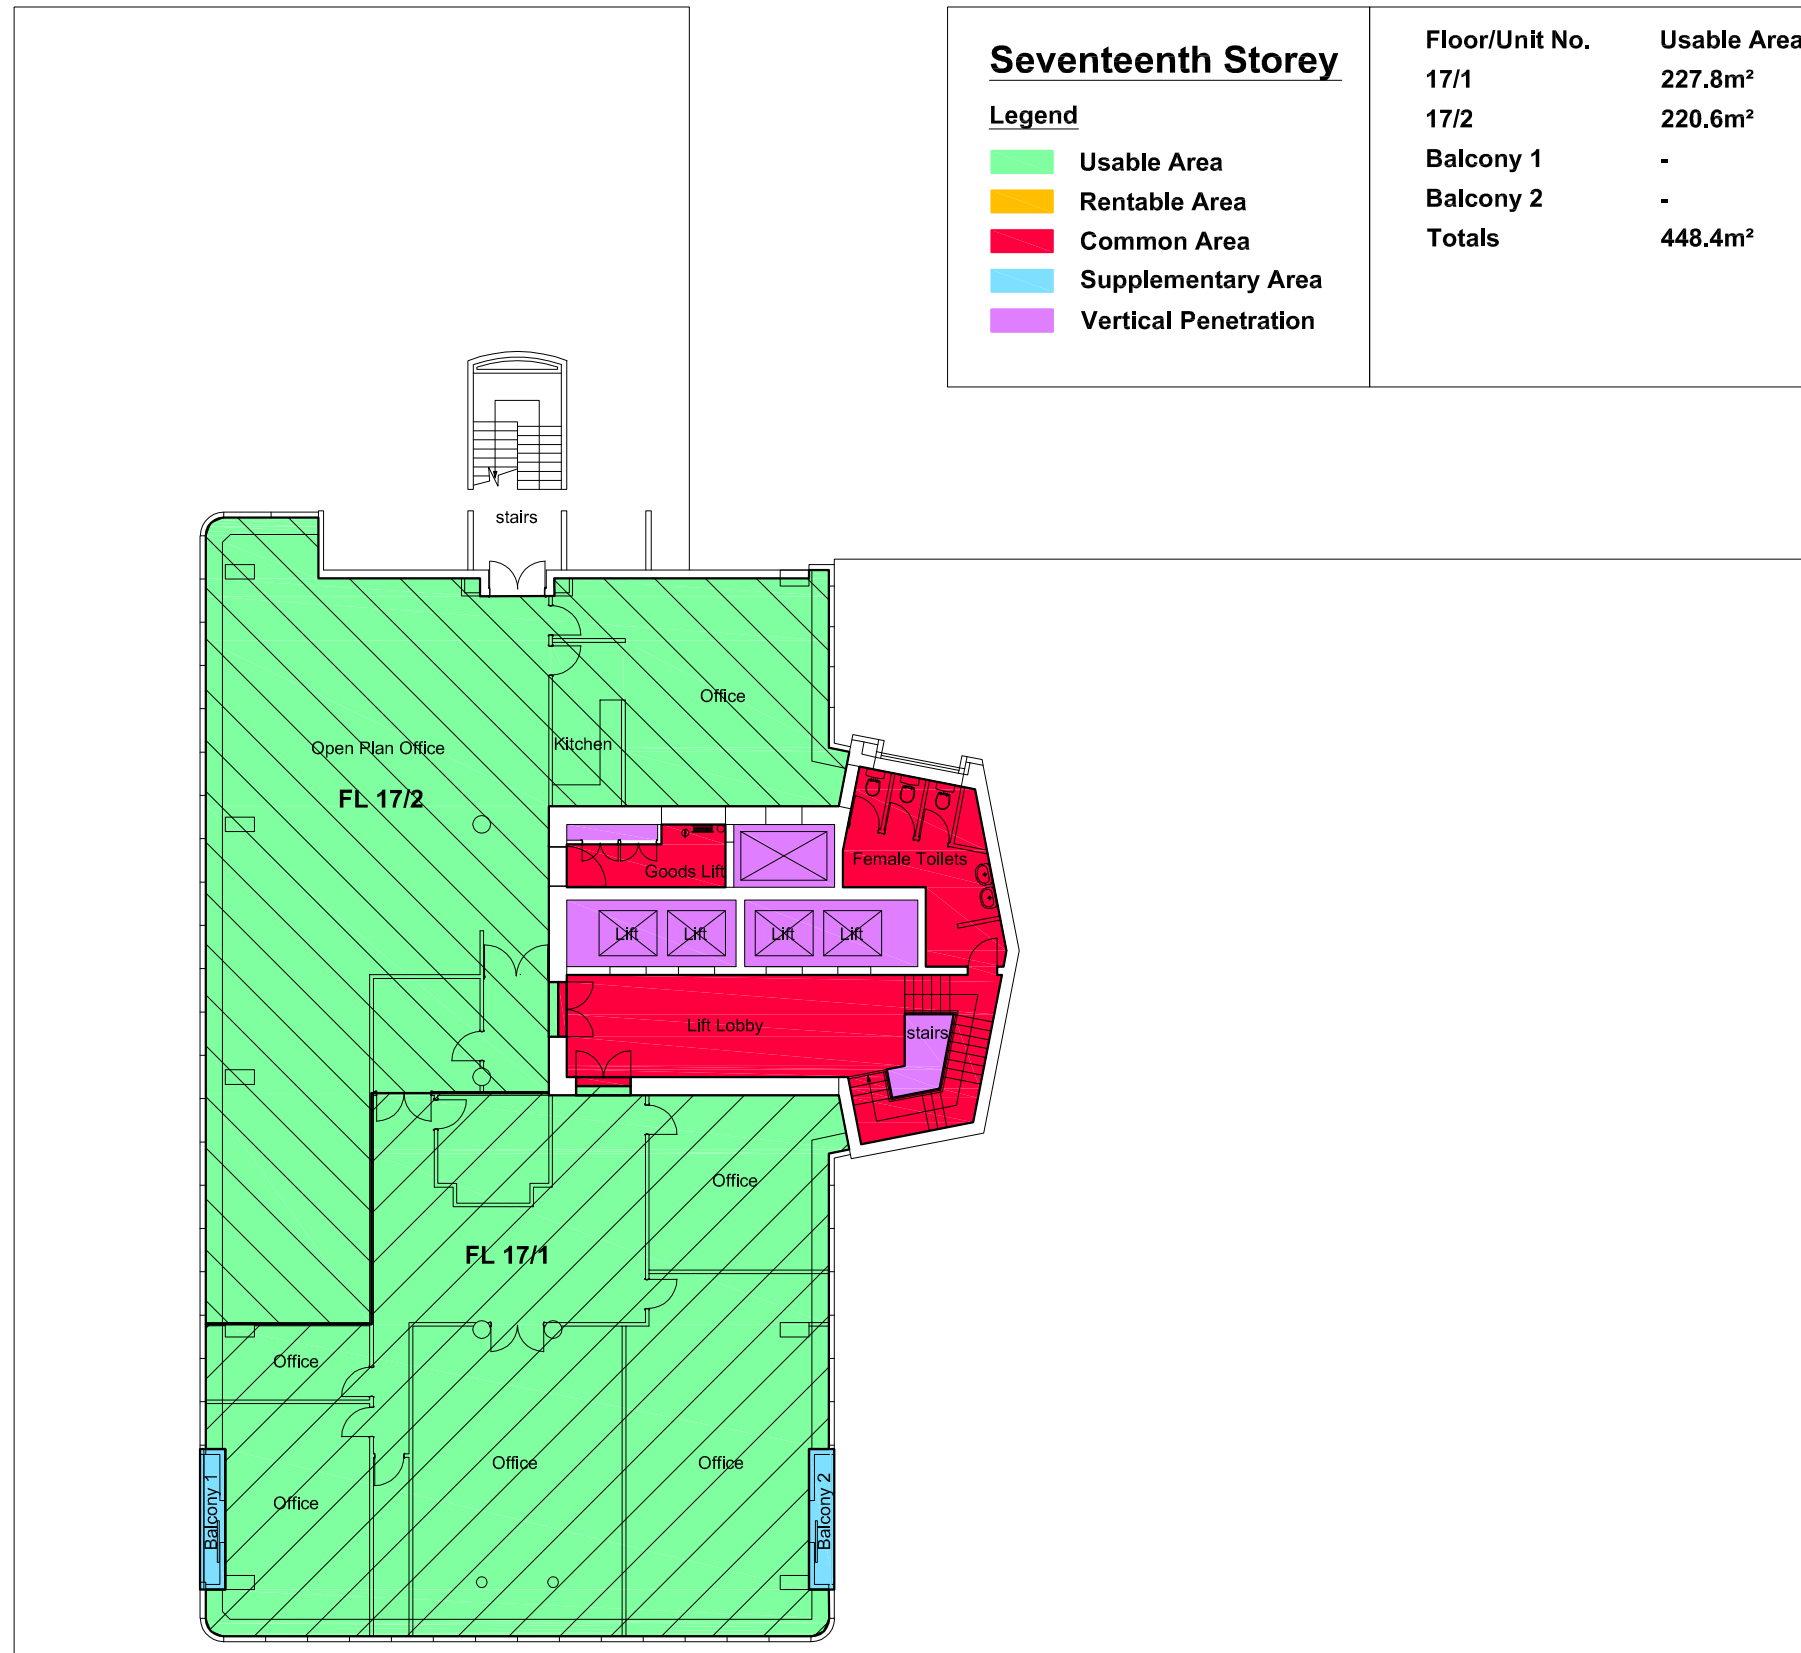 Seventeenth Storey
Legend
Usable Area
Rentable Area
Common Area
Supplementary Area
Vertical Penetration
Floor/Unit No. Usable Area
17/1 227.8m²
17/2 220.6m²
Balcony 1 -
Balcony 2 -
Totals 448.4m²
stairs
Office
Kitchen
Open Plan Office
FL 17/2
Female Toilets
Goods Lift
Lift Lift Lift Lift
Lift Lobby
stairs
Office
FL 17/1
Office
Office
Office
Office
Balcony 1
Balcony 2